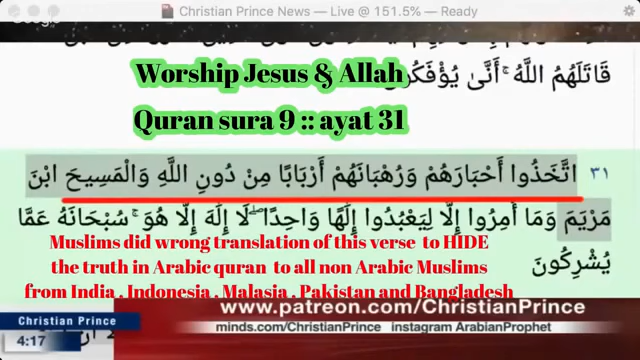 Christian Prince News — Live @ 151.5% — Ready
قَاتَلَهُمُ اللَّهُ ۚ أَنَّىٰ يُؤْفَكُونَ
Worship Jesus & Allah
Quran sura 9 :: ayat 31
٣١ اتَّخَذُوا أَحْبَارَهُمْ وَرُهْبَانَهُمْ أَرْبَابًا مِنْ دُونِ اللَّهِ وَالْمَسِيحَ ابْنَ
مَرْيَمَ وَمَا أُمِرُوا إِلَّا لِيَعْبُدُوا إِلَٰهًا وَاحِدًا ۖ لَا إِلَٰهَ إِلَّا هُوَ ۚ سُبْحَانَهُ عَمَّا
يُشْرِكُونَ
Muslims did wrong translation of this verse to HIDE
the truth in Arabic quran to all non Arabic Muslims
from India , Indonesia , Malasia , Pakistan and Bangladesh
www.patreon.com/ChristianPrince
Christian Prince
minds.com/ChristianPrince instagram ArabianProphet
4:17